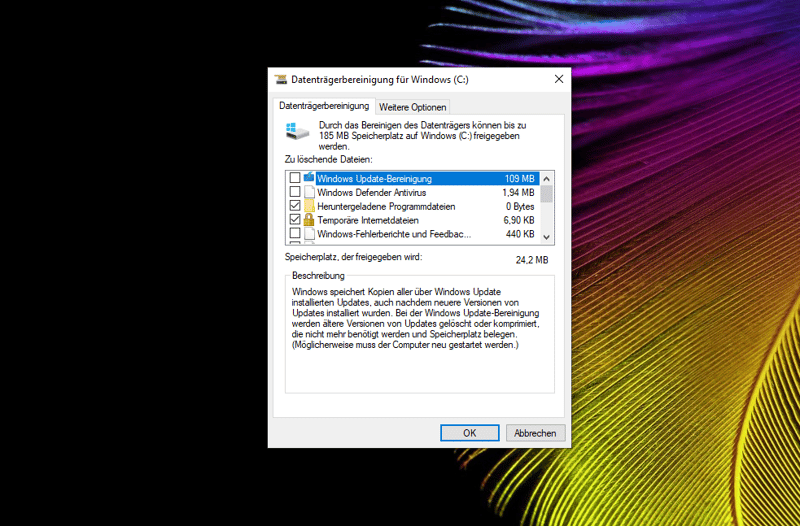 Datenträgerbereinigung für Windows (C:)
Datenträgerbereinigung
Weitere Optionen
Durch das Bereinigen des Datenträgers können bis zu
185 MB Speicherplatz auf Windows (C:) freigegeben
werden.
Zu löschende Dateien:
Windows Update-Bereinigung 109 MB
Windows Defender Antivirus 1,94 MB
Heruntergeladene Programmdateien 0 Bytes
Temporäre Internetdateien 6,90 KB
Windows-Fehlerberichte und Feedbac... 440 KB
Speicherplatz, der freigegeben wird: 24,2 MB
Beschreibung
Windows speichert Kopien aller über Windows Update
installierten Updates, auch nachdem neuere Versionen von
Updates installiert wurden. Bei der Windows Update-Bereinigung
werden ältere Versionen von Updates gelöscht oder komprimiert,
die nicht mehr benötigt werden und Speicherplatz belegen.
(Möglicherweise muss der Computer neu gestartet werden.)
OK
Abbrechen